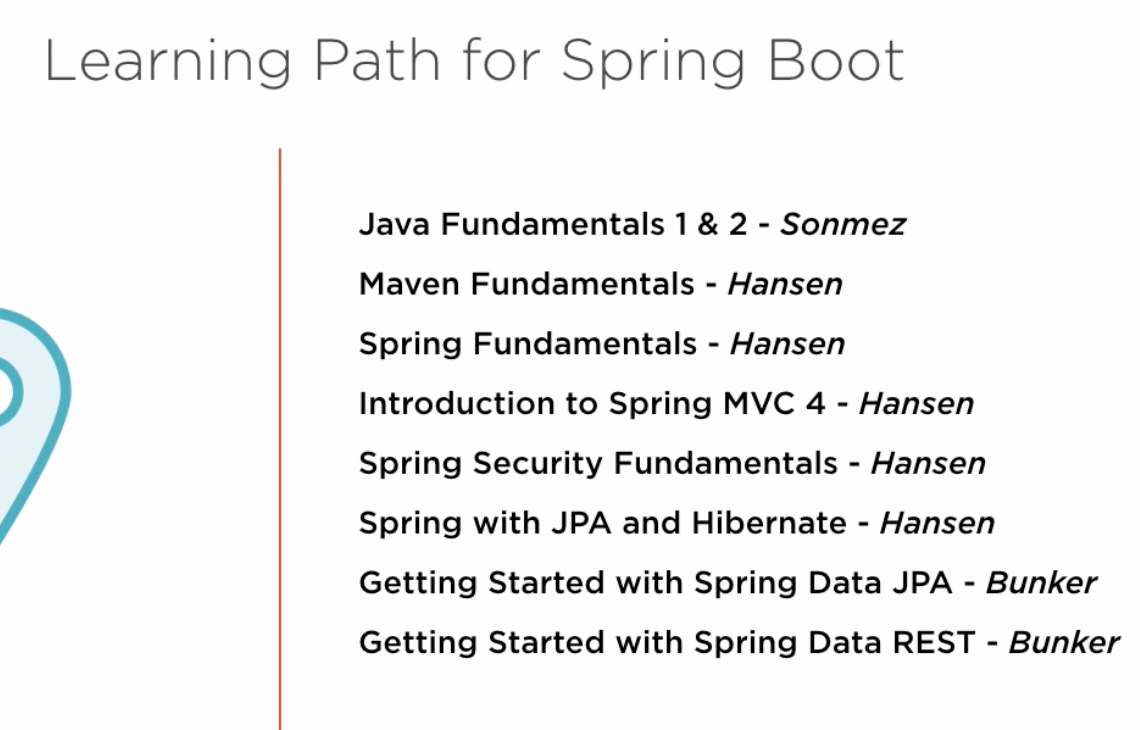 Learning Path for Spring Boot
Java Fundamentals 1 & 2 - Sonmez
Maven Fundamentals - Hansen
Spring Fundamentals - Hansen
Introduction to Spring MVC 4 - Hansen
Spring Security Fundamentals - Hansen
Spring with JPA and Hibernate - Hansen
Getting Started with Spring Data JPA - Bunker
Getting Started with Spring Data REST - Bunker